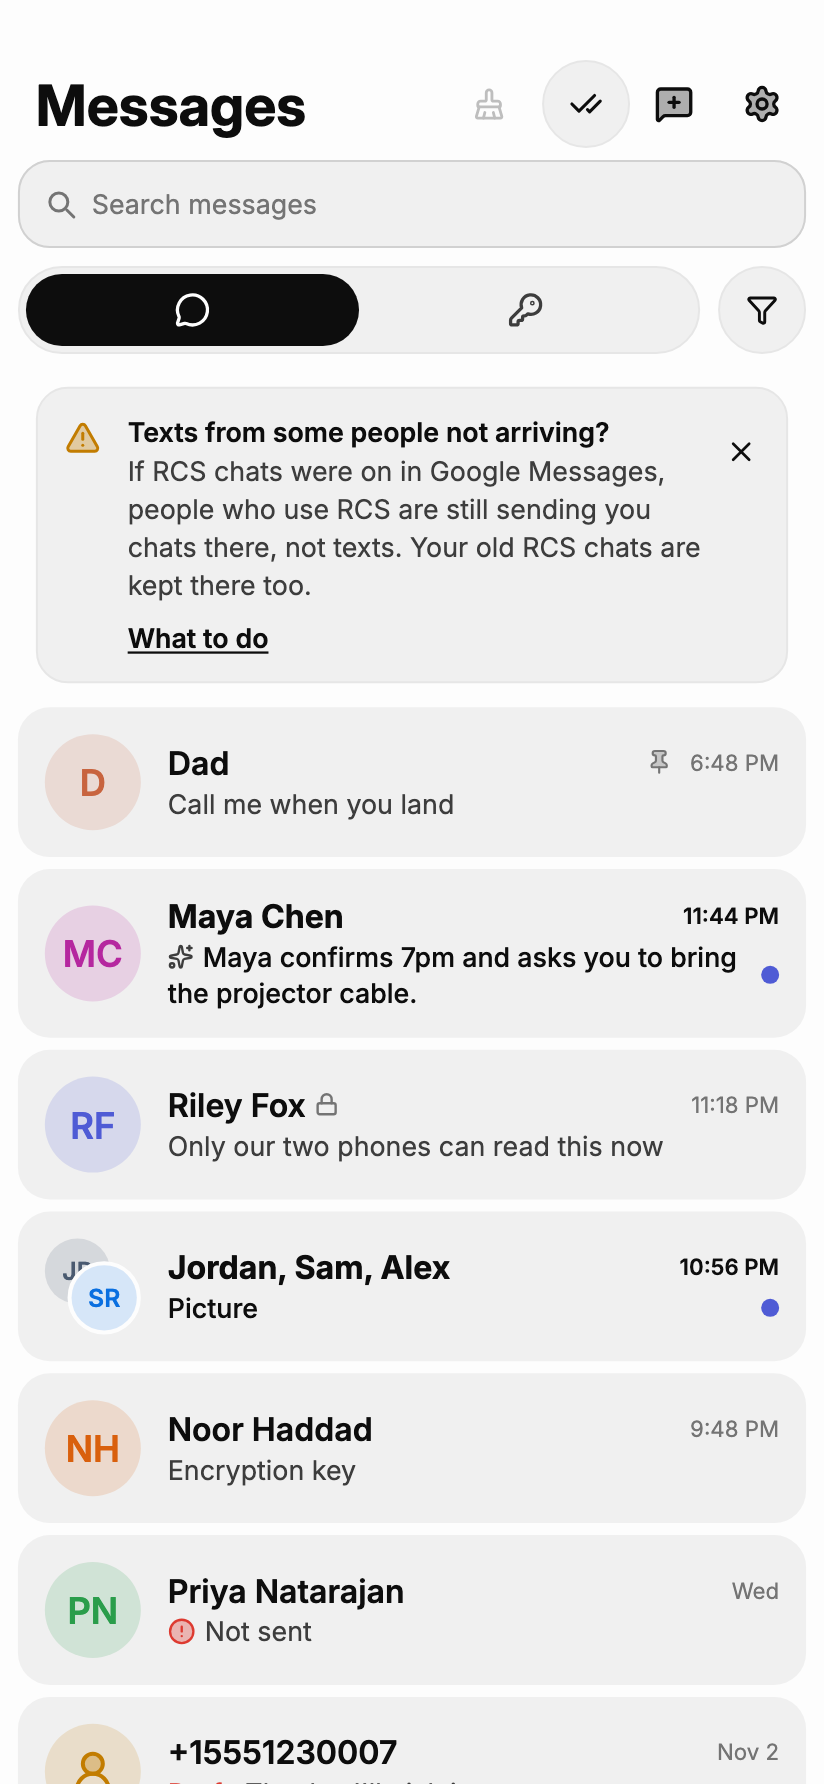 Messages
Search messages
Texts from some people not arriving?
If RCS chats were on in Google Messages,
people who use RCS are still sending you
chats there, not texts. Your old RCS chats are
kept there too.
What to do
D
Dad
6:48 PM
Call me when you land
MC
Maya Chen
11:44 PM
Maya confirms 7pm and asks you to bring
the projector cable.
RF
Riley Fox
11:18 PM
Only our two phones can read this now
SR
Jordan, Sam, Alex
10:56 PM
Picture
NH
Noor Haddad
9:48 PM
Encryption key
PN
Priya Natarajan
Wed
Not sent
+15551230007
Nov 2